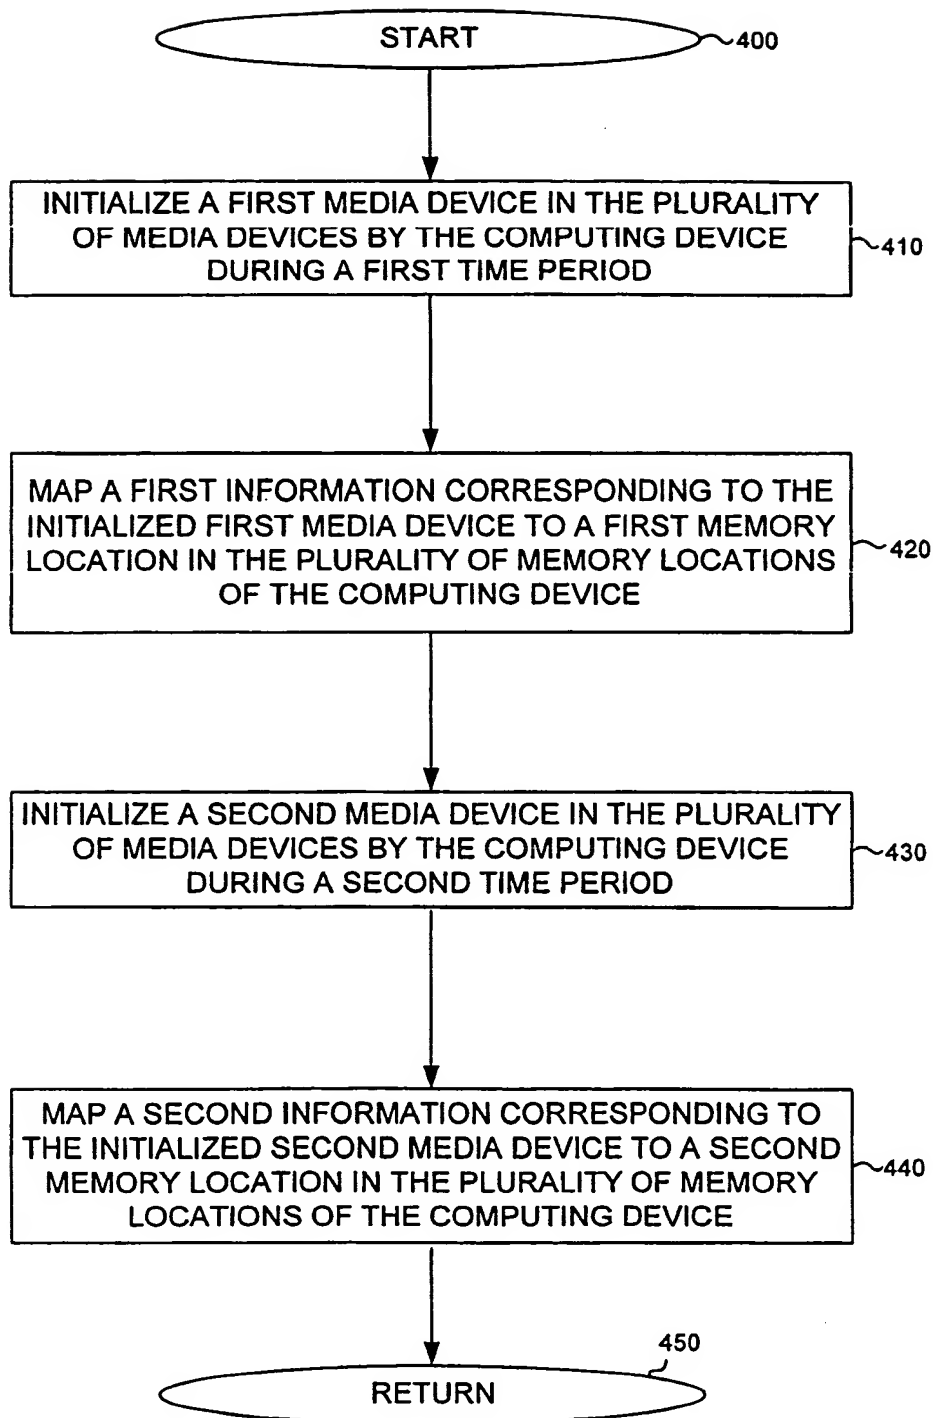 START
400
INITIALIZE A FIRST MEDIA DEVICE IN THE PLURALITY
OF MEDIA DEVICES BY THE COMPUTING DEVICE
DURING A FIRST TIME PERIOD
410
MAP A FIRST INFORMATION CORRESPONDING TO THE
INITIALIZED FIRST MEDIA DEVICE TO A FIRST MEMORY
LOCATION IN THE PLURALITY OF MEMORY LOCATIONS
OF THE COMPUTING DEVICE
420
INITIALIZE A SECOND MEDIA DEVICE IN THE PLURALITY
OF MEDIA DEVICES BY THE COMPUTING DEVICE
DURING A SECOND TIME PERIOD
430
MAP A SECOND INFORMATION CORRESPONDING TO
THE INITIALIZED SECOND MEDIA DEVICE TO A SECOND
MEMORY LOCATION IN THE PLURALITY OF MEMORY
LOCATIONS OF THE COMPUTING DEVICE
440
450
RETURN